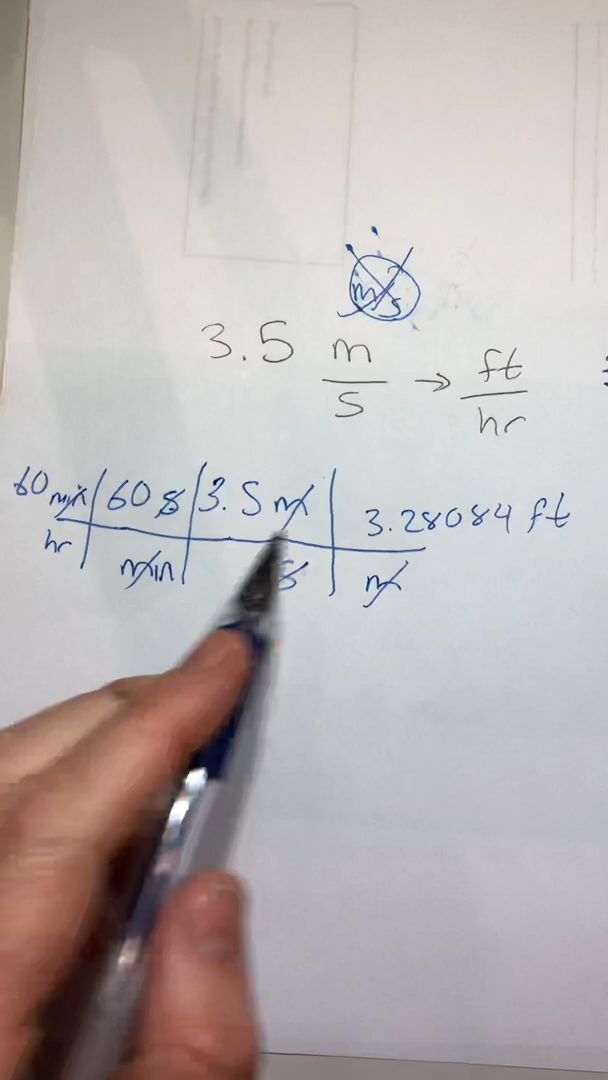 m/s
3.5 m/s → ft/hr
60 min | 60 s | 3.5 m | 3.28084 ft
hr | min | s | m